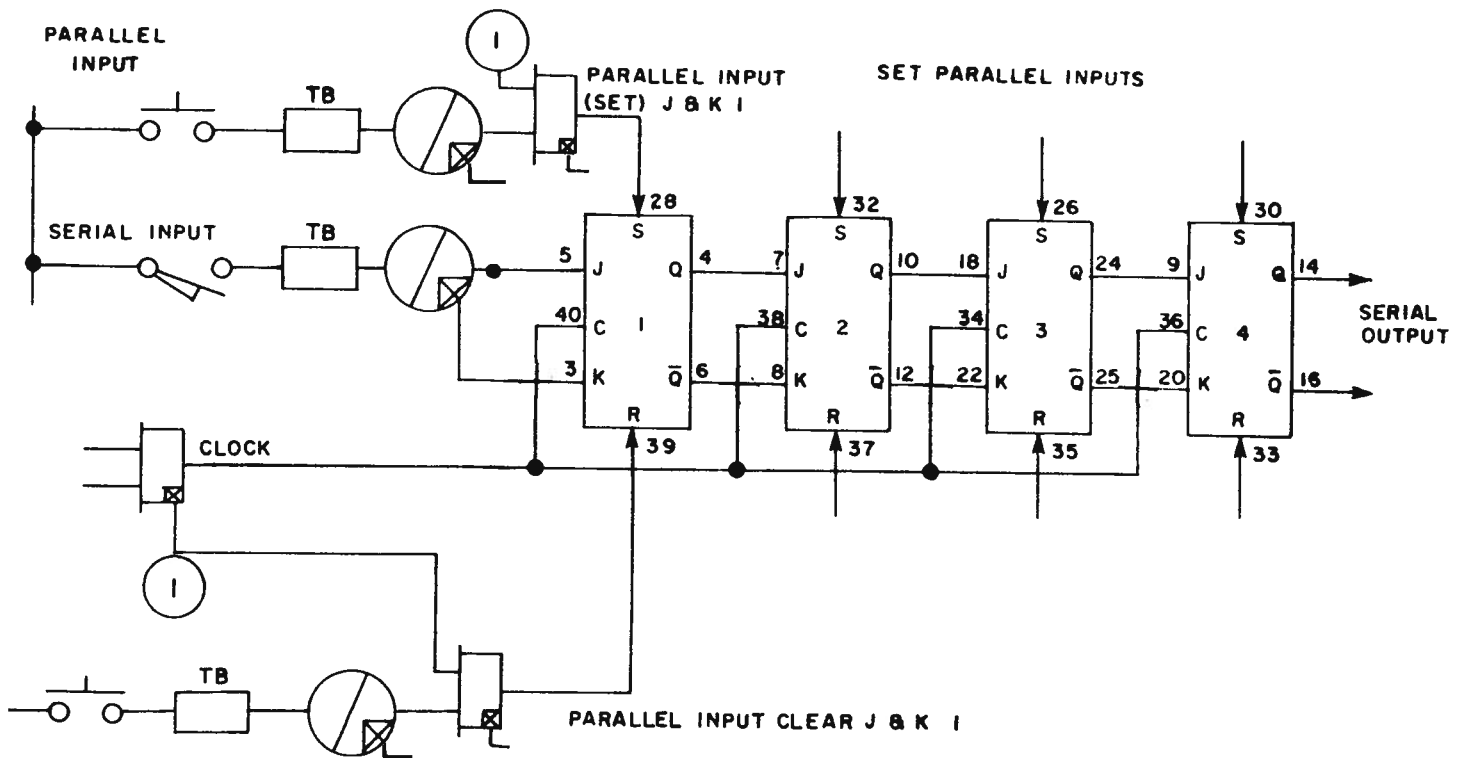 PARALLEL
INPUT
I
PARALLEL INPUT
(SET) J & K I
SET PARALLEL INPUTS
TB
SERIAL INPUT
TB
28
32
26
30
S
S
S
S
5
J
Q
4
7
J
Q
10
18
J
Q
24
9
J
Q
14
40
C
1
38
C
2
34
C
3
36
C
4
SERIAL
OUTPUT
3
K
Q̅
6
8
K
Q̅
12
22
K
Q̅
25
20
K
Q̅
16
R
R
R
R
39
37
35
33
CLOCK
I
TB
PARALLEL INPUT CLEAR J & K I